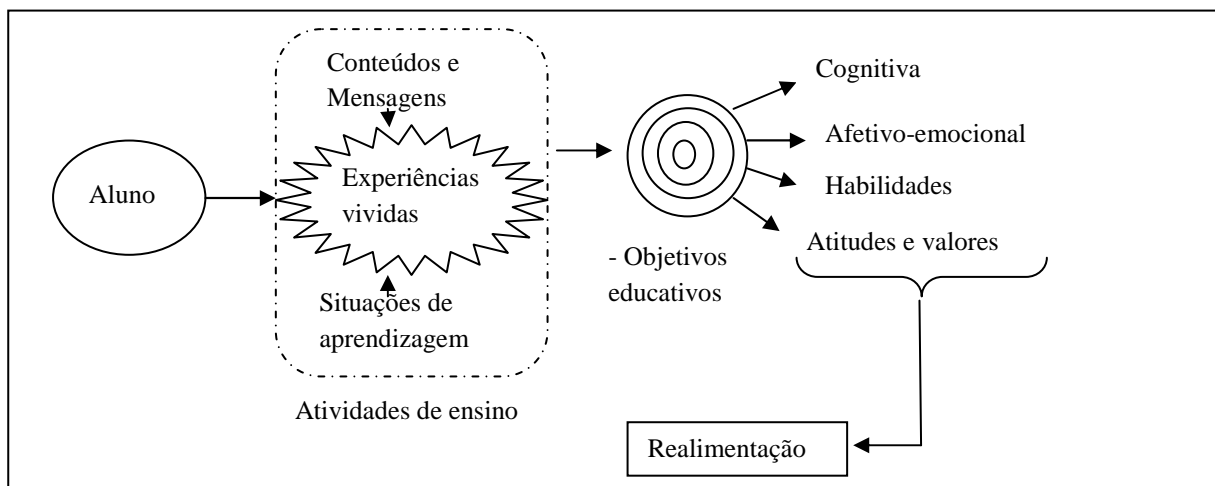 Conteúdos e
Mensagens
Aluno
Experiências
vividas
Situações de
aprendizagem
Atividades de ensino
- Objetivos
educativos
Cognitiva
Afetivo-emocional
Habilidades
Atitudes e valores
Realimentação